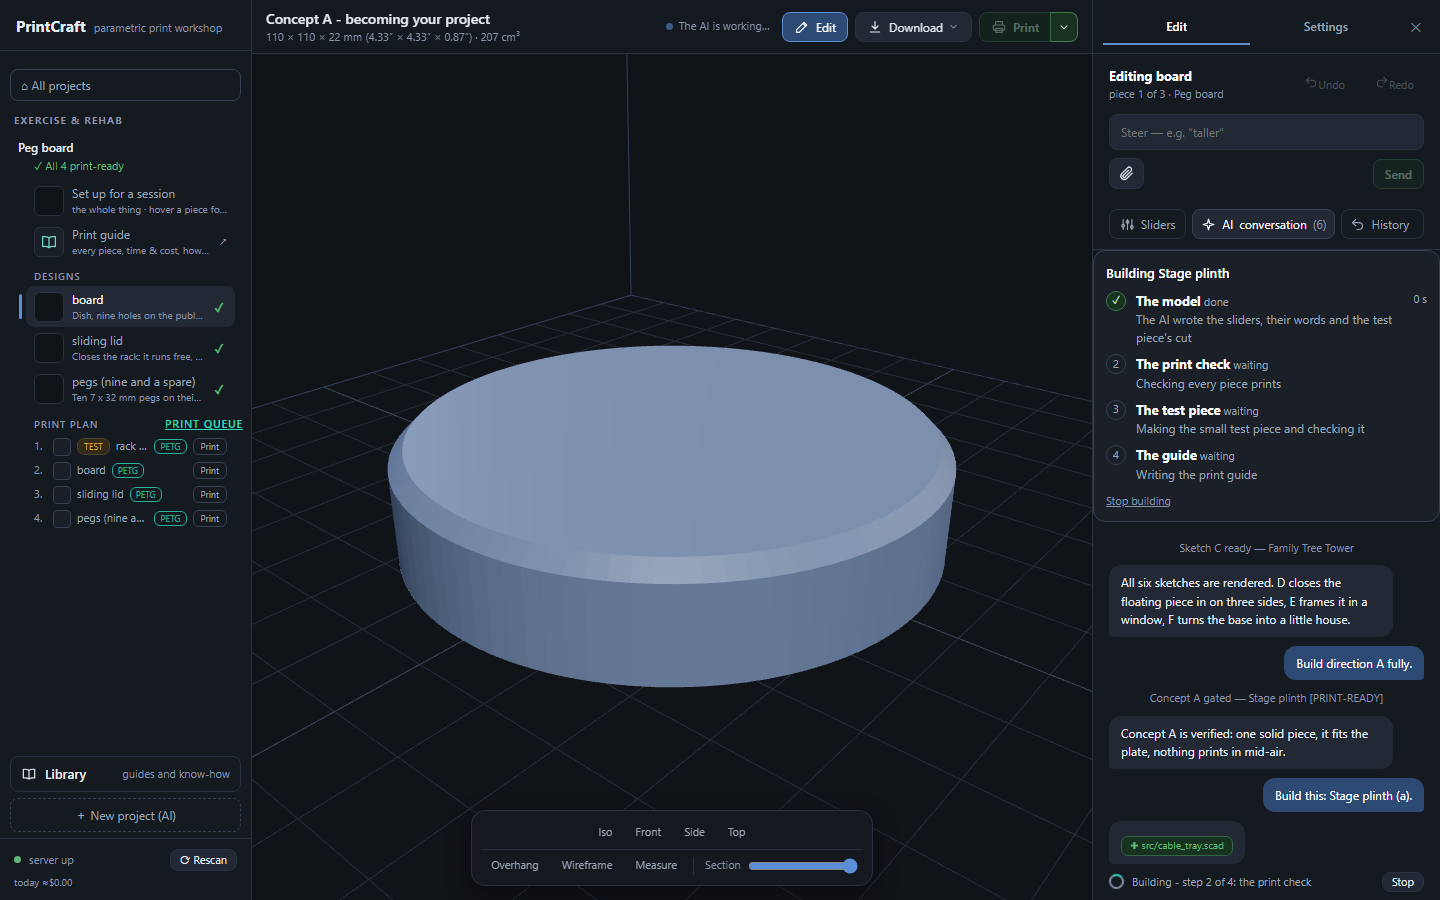 PrintCraft parametric print workshop
⌂ All projects
EXERCISE & REHAB
Peg board
✓ All 4 print-ready
Set up for a session
the whole thing · hover a piece fo...
Print guide ↗
every piece, time & cost, how...
DESIGNS
board ✓
Dish, nine holes on the publ...
sliding lid ✓
Closes the rack: it runs free, ...
pegs (nine and a spare) ✓
Ten 7 x 32 mm pegs on thei...
PRINT PLAN PRINT QUEUE
1. TEST rack ... PETG Print
2. board PETG Print
3. sliding lid PETG Print
4. pegs (nine a... PETG Print
Library guides and know-how
+ New project (AI)
server up Rescan
today ≈$0.00
Concept A - becoming your project
110 × 110 × 22 mm (4.33″ × 4.33″ × 0.87″) · 207 cm³
The AI is working... Edit Download Print
Iso Front Side Top
Overhang Wireframe Measure Section
Edit Settings ×
Editing board
piece 1 of 3 · Peg board
Undo Redo
Steer — e.g. "taller"
Send
Sliders AI conversation (6) History
Building Stage plinth
✓ The model done 0 s
The AI wrote the sliders, their words and the test
piece's cut
2 The print check waiting
Checking every piece prints
3 The test piece waiting
Making the small test piece and checking it
4 The guide waiting
Writing the print guide
Stop building
Sketch C ready — Family Tree Tower
All six sketches are rendered. D closes the
floating piece in on three sides, E frames it in a
window, F turns the base into a little house.
Build direction A fully.
Concept A gated — Stage plinth [PRINT-READY]
Concept A is verified: one solid piece, it fits the
plate, nothing prints in mid-air.
Build this: Stage plinth (a).
+ src/cable_tray.scad
Building - step 2 of 4: the print check Stop